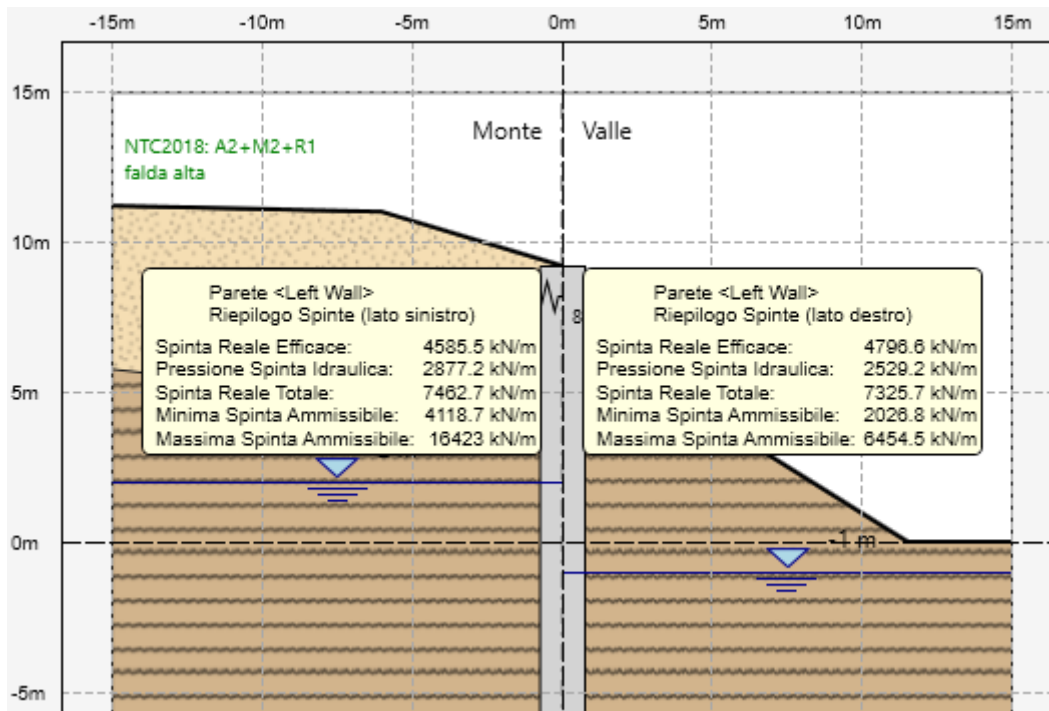 -15m -10m -5m 0m 5m 10m 15m
15m
Monte Valle
NTC2018: A2+M2+R1
falda alta
10m
Parete <Left Wall>
Riepilogo Spinte (lato sinistro)
Spinta Reale Efficace: 4585.5 kN/m
Pressione Spinta Idraulica: 2877.2 kN/m
Spinta Reale Totale: 7462.7 kN/m
Minima Spinta Ammissibile: 4118.7 kN/m
Massima Spinta Ammissibile: 16423 kN/m
8
Parete <Left Wall>
Riepilogo Spinte (lato destro)
Spinta Reale Efficace: 4796.6 kN/m
Pressione Spinta Idraulica: 2529.2 kN/m
Spinta Reale Totale: 7325.7 kN/m
Minima Spinta Ammissibile: 2026.8 kN/m
Massima Spinta Ammissibile: 6454.5 kN/m
5m
0m
-1 m
-5m